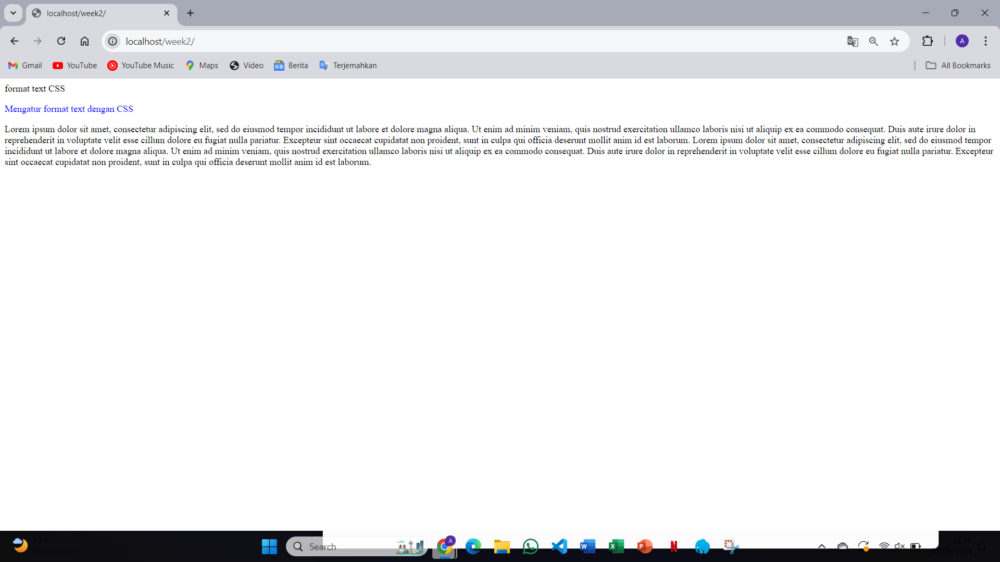 localhost/week2/
localhost/week2/
A
Gmail
YouTube
YouTube Music
Maps
Video
Berita
Terjemahkan
All Bookmarks
format text CSS
Mengatur format text dengan CSS
Lorem ipsum dolor sit amet, consectetur adipiscing elit, sed do eiusmod tempor incididunt ut labore et dolore magna aliqua. Ut enim ad minim veniam, quis nostrud exercitation ullamco laboris nisi ut aliquip ex ea commodo consequat. Duis aute irure dolor in
reprehenderit in voluptate velit esse cillum dolore eu fugiat nulla pariatur. Excepteur sint occaecat cupidatat non proident, sunt in culpa qui officia deserunt mollit anim id est laborum. Lorem ipsum dolor sit amet, consectetur adipiscing elit, sed do eiusmod tempor
incididunt ut labore et dolore magna aliqua. Ut enim ad minim veniam, quis nostrud exercitation ullamco laboris nisi ut aliquip ex ea commodo consequat. Duis aute irure dolor in reprehenderit in voluptate velit esse cillum dolore eu fugiat nulla pariatur. Excepteur
sint occaecat cupidatat non proident, sunt in culpa qui officia deserunt mollit anim id est laborum.
73°F
Mostly clear
Search
A
21:36
05/09/2024